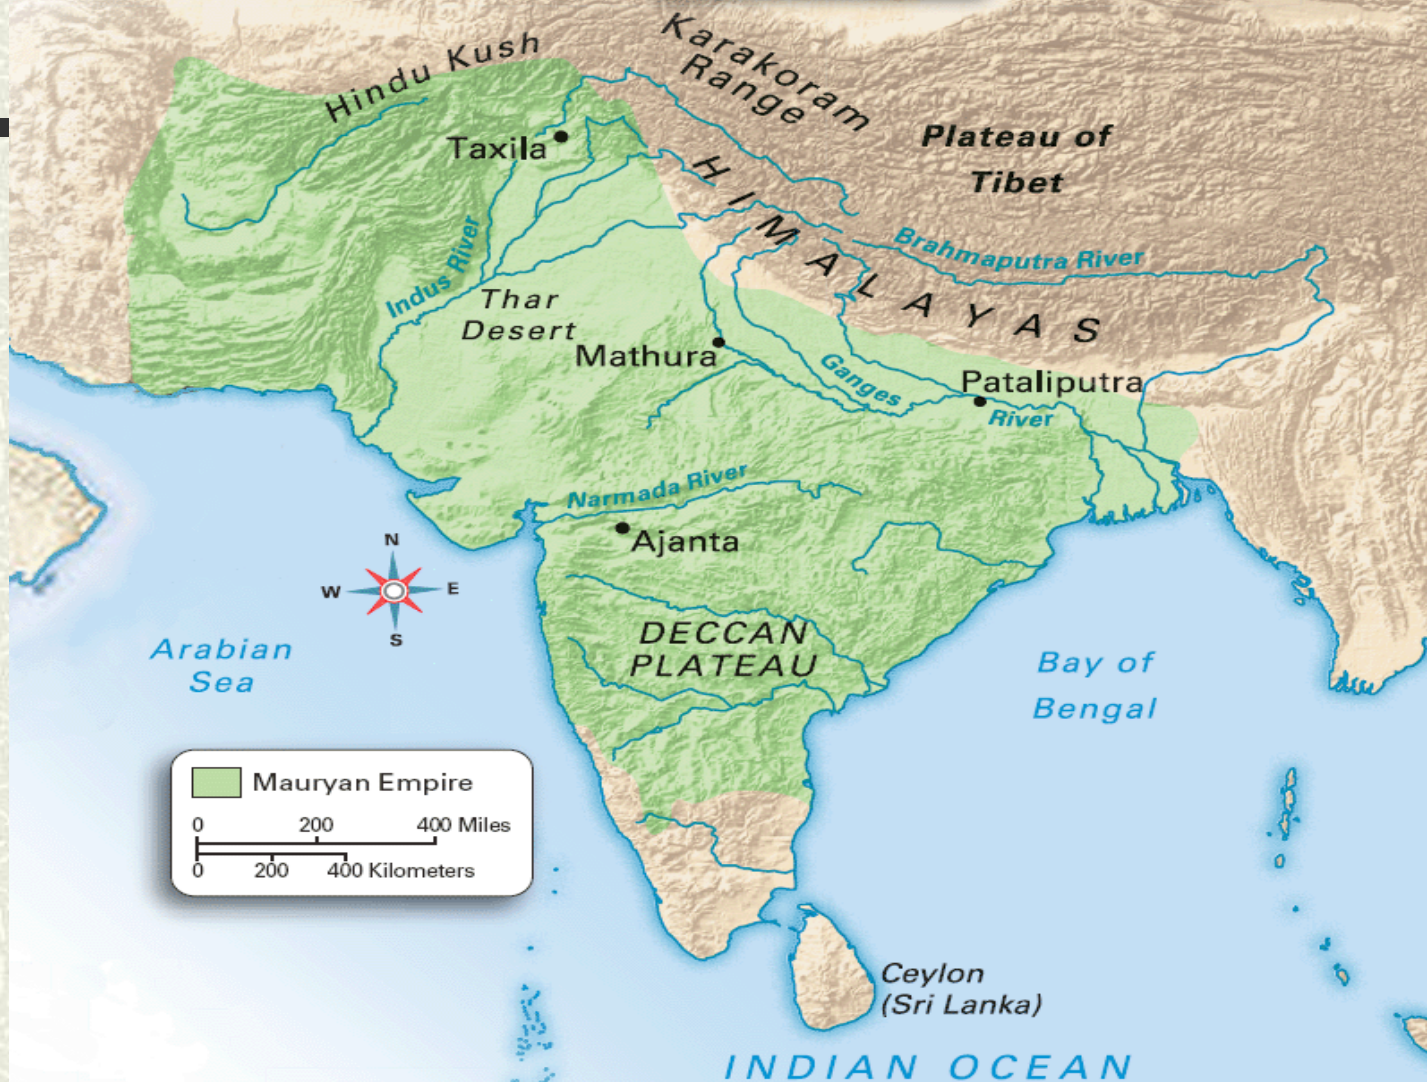 Hindu Kush
Karakoram
Range
Taxila
Plateau of
Tibet
HIMALAYAS
Brahmaputra River
Indus River
Thar
Desert
Mathura
Ganges
River
Pataliputra
Narmada River
Ajanta
N
W
E
S
DECCAN
PLATEAU
Arabian
Sea
Bay of
Bengal
Mauryan Empire
0 200 400 Miles
0 200 400 Kilometers
Ceylon
(Sri Lanka)
INDIAN OCEAN